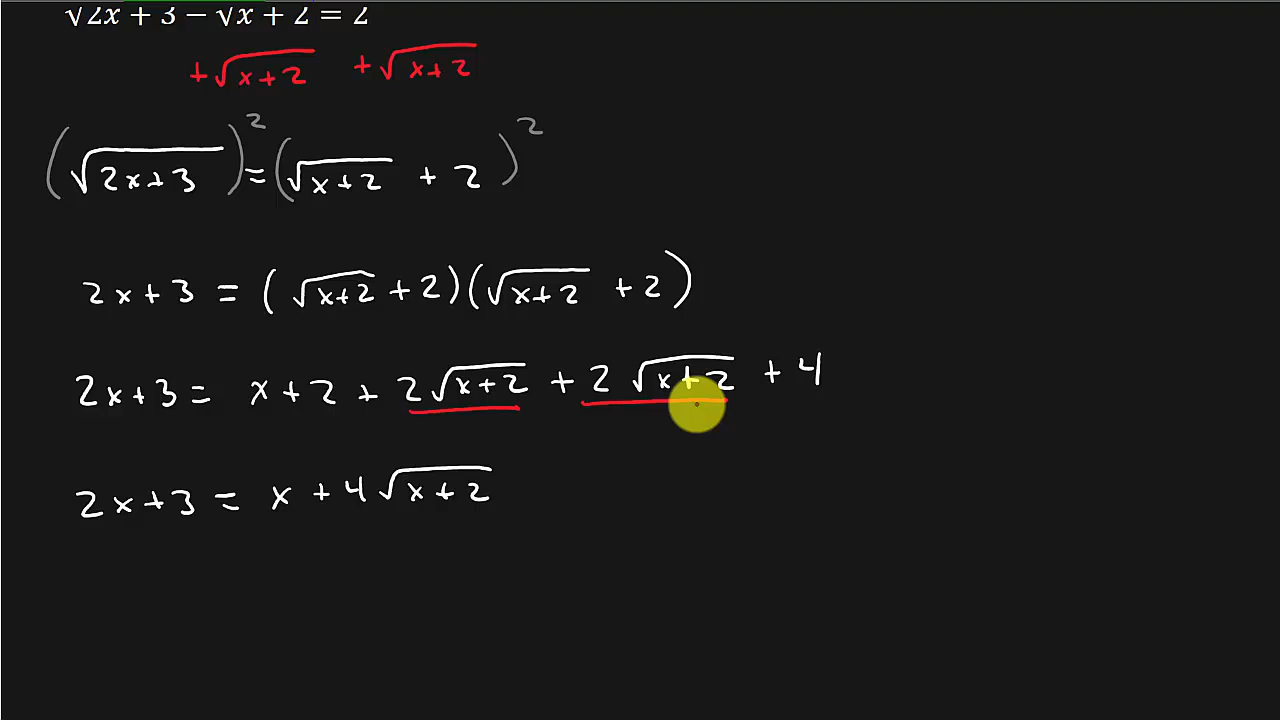 √2x + 3 − √x + 2 = 2
+√x+2 +√x+2
(√2x+3)² = (√x+2 + 2)²
2x+3 = (√x+2 + 2)(√x+2 + 2)
2x+3 = x+2 + 2√x+2 + 2√x+2 + 4
2x+3 = x + 4√x+2